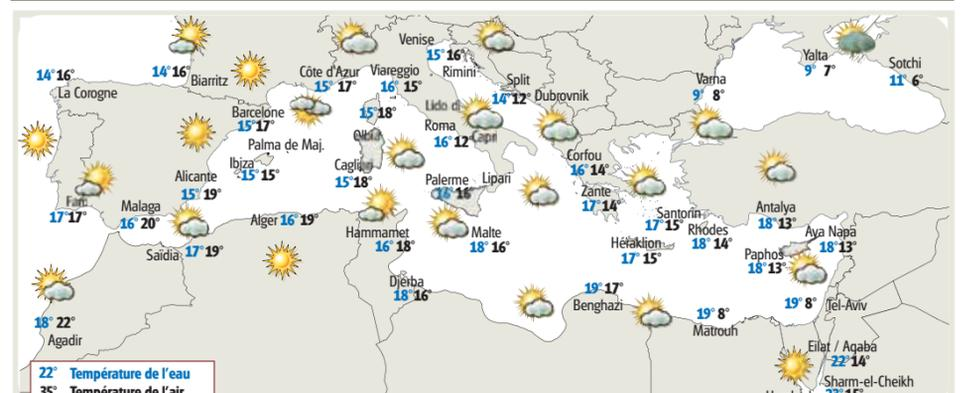 Venise
15° 16°
Rimini
Yalta
9° 7°
Sotchi
11° 6°
14° 16°
La Corogne
14° 16°
Biarritz
Côte d'Azur
15° 17°
Viareggio
16° 15°
Split
14° 12°
Dubrovnik
Varna
9° 8°
Barcelone
15° 17°
15° 18°
Lido di
Capri
Roma
16° 12°
Palma de Maj.
Ibiza
15° 15°
Cagliari
15° 18°
Corfou
16° 14°
Alicante
15° 19°
Palerme
16° 16°
Lipari
Zante
17° 14°
Faro
17° 17°
Malaga
16° 20°
Alger 16° 19°
Santorin
17° 15°
Antalya
18° 13°
Saïdia
17° 19°
Hammamet
16° 18°
Malte
18° 16°
Héraklion
17° 15°
Rhodes
18° 14°
Aya Napa
18° 13°
Paphos
18° 13°
Djerba
18° 16°
19° 17°
Benghazi
19° 8°
Matrouh
19° 8°
Tel-Aviv
18° 22°
Agadir
Eilat / Aqaba
22° 14°
Sharm-el-Cheikh
22° Température de l'eau
35° Température de l'air